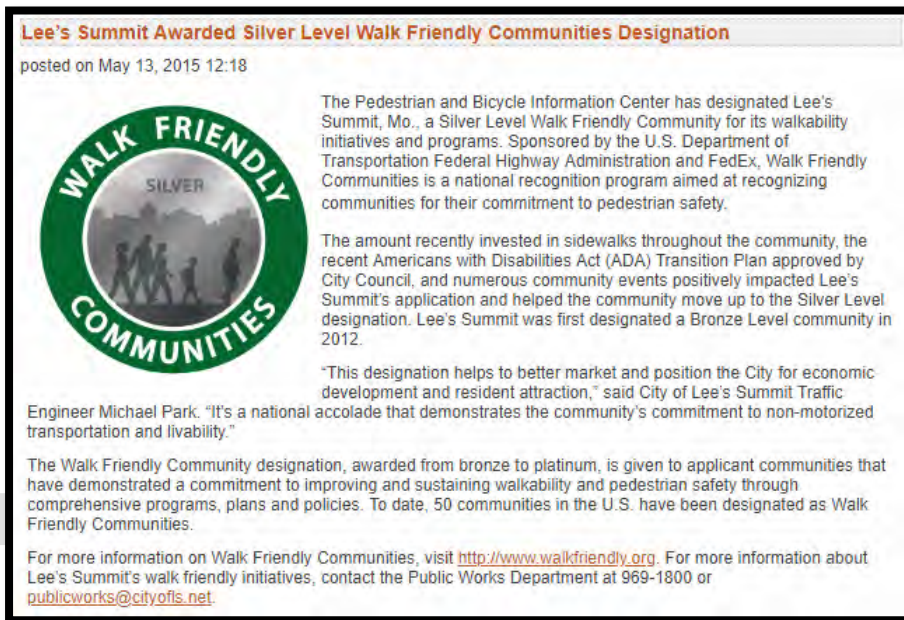 Lee's Summit Awarded Silver Level Walk Friendly Communities Designation
posted on May 13, 2015 12:18
WALK FRIENDLY
SILVER
COMMUNITIES
The Pedestrian and Bicycle Information Center has designated Lee's
Summit, Mo., a Silver Level Walk Friendly Community for its walkability
initiatives and programs. Sponsored by the U.S. Department of
Transportation Federal Highway Administration and FedEx, Walk Friendly
Communities is a national recognition program aimed at recognizing
communities for their commitment to pedestrian safety.
The amount recently invested in sidewalks throughout the community, the
recent Americans with Disabilities Act (ADA) Transition Plan approved by
City Council, and numerous community events positively impacted Lee's
Summit's application and helped the community move up to the Silver Level
designation. Lee's Summit was first designated a Bronze Level community in
2012.
"This designation helps to better market and position the City for economic
development and resident attraction," said City of Lee's Summit Traffic
Engineer Michael Park. "It's a national accolade that demonstrates the community's commitment to non-motorized
transportation and livability."
The Walk Friendly Community designation, awarded from bronze to platinum, is given to applicant communities that
have demonstrated a commitment to improving and sustaining walkability and pedestrian safety through
comprehensive programs, plans and policies. To date, 50 communities in the U.S. have been designated as Walk
Friendly Communities.
For more information on Walk Friendly Communities, visit http://www.walkfriendly.org. For more information about
Lee's Summit's walk friendly initiatives, contact the Public Works Department at 969-1800 or
publicworks@cityofls.net.